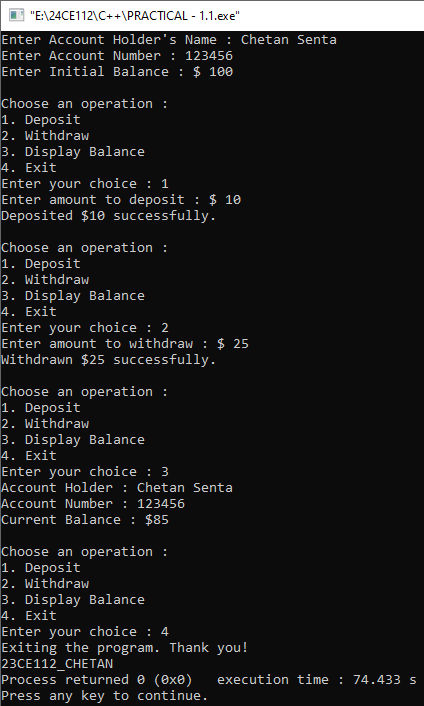 "E:\24CE112\C++\PRACTICAL - 1.1.exe"
Enter Account Holder's Name : Chetan Senta
Enter Account Number : 123456
Enter Initial Balance : $ 100

Choose an operation :
1. Deposit
2. Withdraw
3. Display Balance
4. Exit
Enter your choice : 1
Enter amount to deposit : $ 10
Deposited $10 successfully.

Choose an operation :
1. Deposit
2. Withdraw
3. Display Balance
4. Exit
Enter your choice : 2
Enter amount to withdraw : $ 25
Withdrawn $25 successfully.

Choose an operation :
1. Deposit
2. Withdraw
3. Display Balance
4. Exit
Enter your choice : 3
Account Holder : Chetan Senta
Account Number : 123456
Current Balance : $85

Choose an operation :
1. Deposit
2. Withdraw
3. Display Balance
4. Exit
Enter your choice : 4
Exiting the program. Thank you!
23CE112_CHETAN
Process returned 0 (0x0)   execution time : 74.433 s
Press any key to continue.